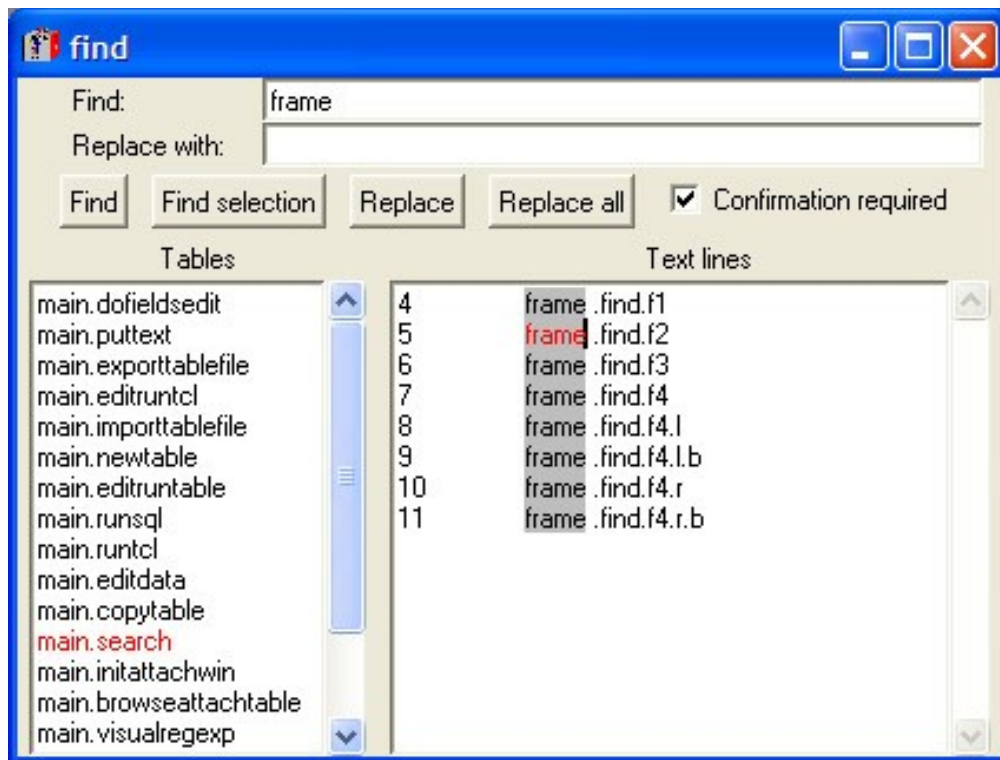 find
Find: frame
Replace with:
Find Find selection Replace Replace all Confirmation required
Tables
main.dofieldsedit
main.puttext
main.exporttablefile
main.editruntcl
main.importtablefile
main.newtable
main.editruntable
main.runsql
main.runtcl
main.editdata
main.copytable
main.search
main.initattachwin
main.browseattachtable
main.visualregexp
Text lines
4 frame .find.f1
5 frame .find.f2
6 frame .find.f3
7 frame .find.f4
8 frame .find.f4.l
9 frame .find.f4.l.b
10 frame .find.f4.r
11 frame .find.f4.r.b